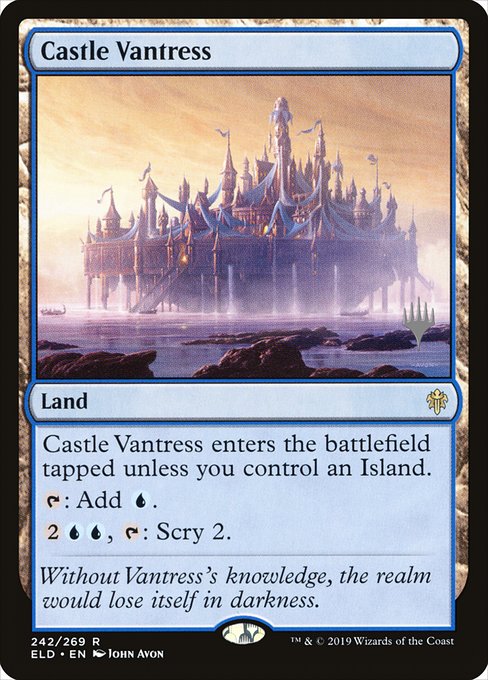 Castle Vantress
Land
Castle Vantress enters the battlefield
tapped unless you control an Island.
: Add .
2, : Scry 2.
Without Vantress's knowledge, the realm
would lose itself in darkness.
242/269 R
ELD • EN JOHN AVON
™ & © 2019 Wizards of the Coast